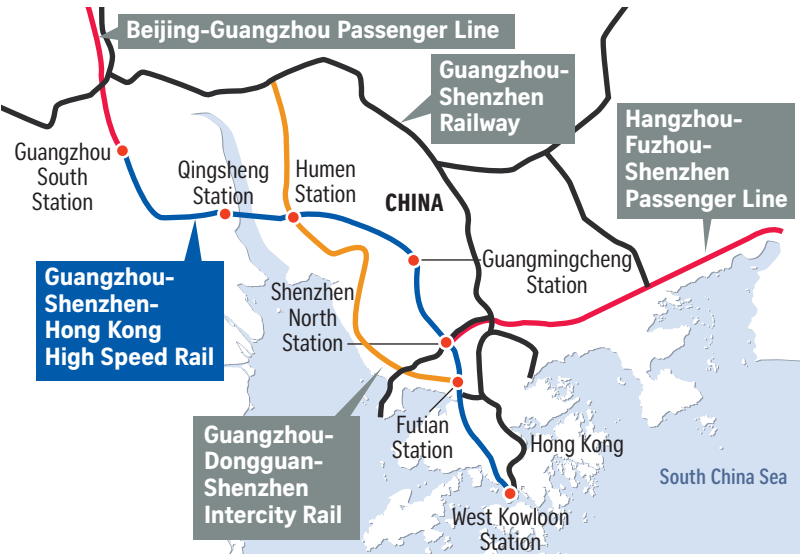 Beijing-Guangzhou Passenger Line
Guangzhou-
Shenzhen
Railway
Hangzhou-
Fuzhou-
Shenzhen
Passenger Line
Guangzhou
South
Station
Qingsheng
Station
Humen
Station
CHINA
Guangmingcheng
Station
Guangzhou-
Shenzhen-
Hong Kong
High Speed Rail
Shenzhen
North
Station
Guangzhou-
Dongguan-
Shenzhen
Intercity Rail
Futian
Station
Hong Kong
South China Sea
West Kowloon
Station